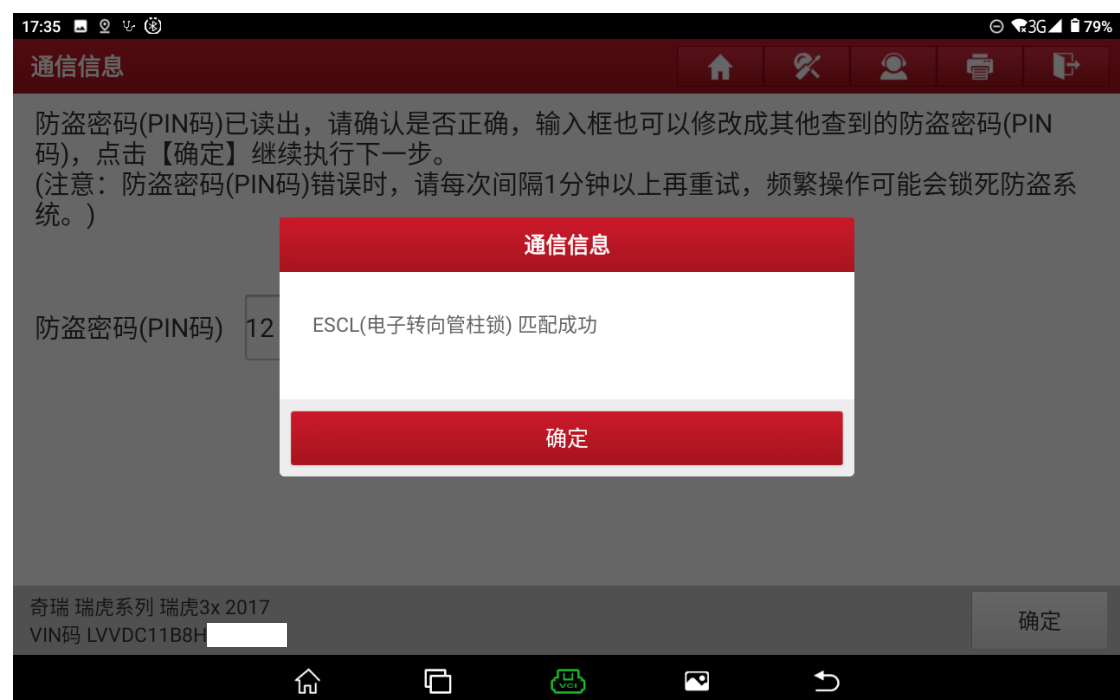 17:35
3G 79%
通信信息
防盗密码(PIN码)已读出，请确认是否正确，输入框也可以修改成其他查到的防盗密码(PIN
码)，点击【确定】继续执行下一步。
(注意：防盗密码(PIN码)错误时，请每次间隔1分钟以上再重试，频繁操作可能会锁死防盗系
统。)
通信信息
防盗密码(PIN码) 12
ESCL(电子转向管柱锁) 匹配成功
确定
奇瑞 瑞虎系列 瑞虎3x 2017
VIN码 LVVDC11B8H
确定
VCI